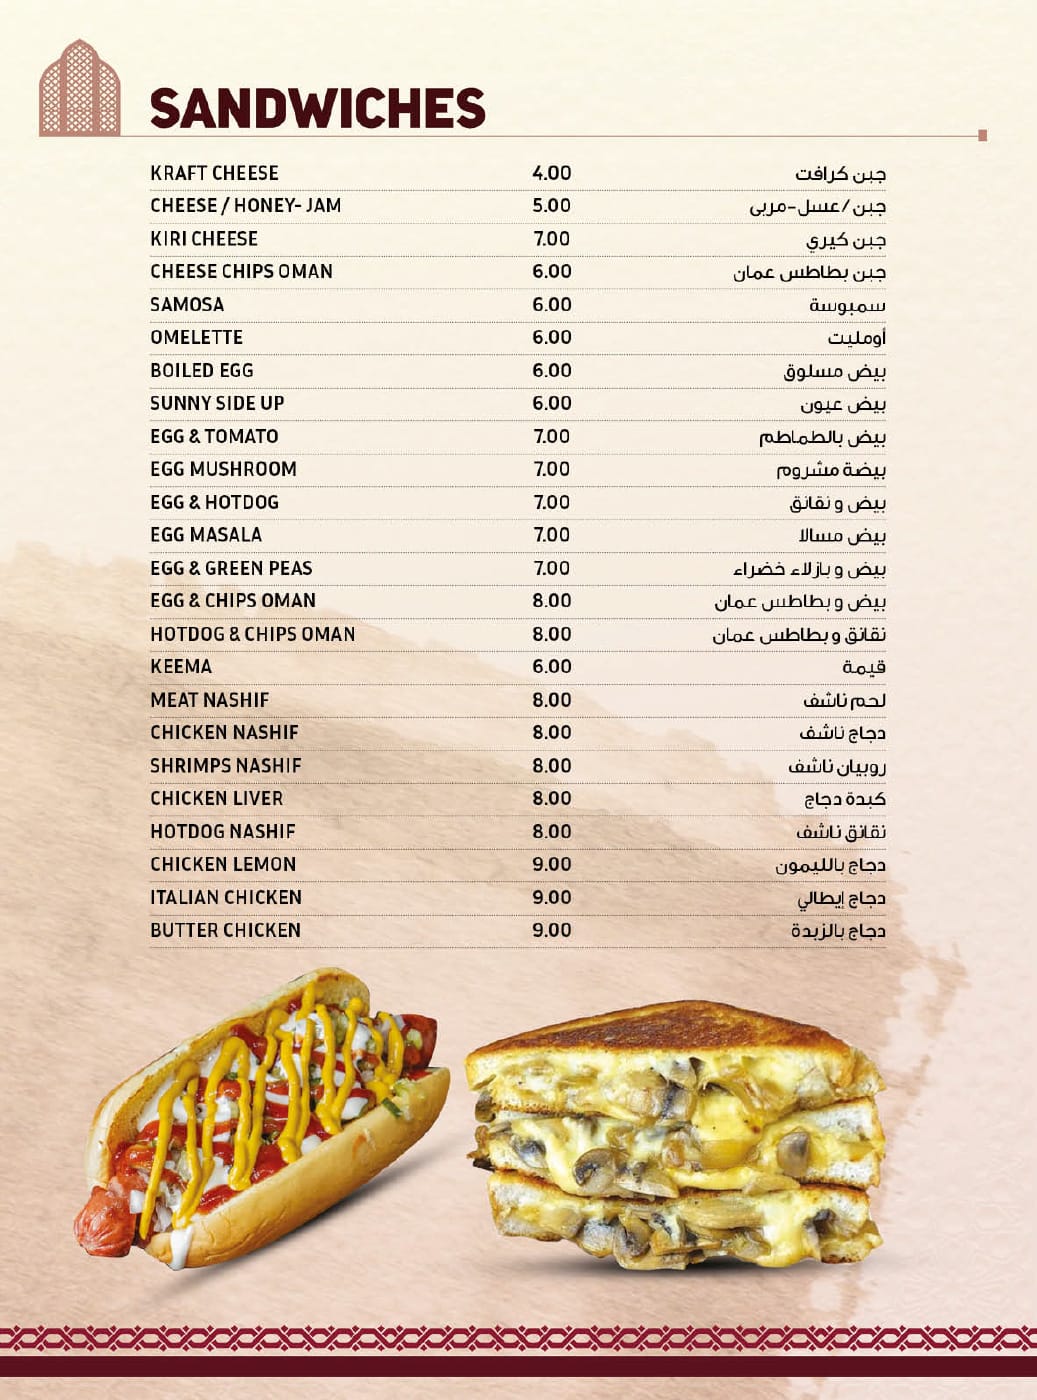 SANDWICHES
KRAFT CHEESE 4.00 جبن كرافت
CHEESE / HONEY- JAM 5.00 جبن /عسل-مربى
KIRI CHEESE 7.00 جبن كيري
CHEESE CHIPS OMAN 6.00 جبن بطاطس عمان
SAMOSA 6.00 سمبوسة
OMELETTE 6.00 أومليت
BOILED EGG 6.00 بيض مسلوق
SUNNY SIDE UP 6.00 بيض عيون
EGG & TOMATO 7.00 بيض بالطماطم
EGG MUSHROOM 7.00 بيضة مشروم
EGG & HOTDOG 7.00 بيض و نقانق
EGG MASALA 7.00 بيض مسالا
EGG & GREEN PEAS 7.00 بيض و بازلاء خضراء
EGG & CHIPS OMAN 8.00 بيض و بطاطس عمان
HOTDOG & CHIPS OMAN 8.00 نقانق و بطاطس عمان
KEEMA 6.00 قيمة
MEAT NASHIF 8.00 لحم ناشف
CHICKEN NASHIF 8.00 دجاج ناشف
SHRIMPS NASHIF 8.00 روبيان ناشف
CHICKEN LIVER 8.00 كبدة دجاج
HOTDOG NASHIF 8.00 نقانق ناشف
CHICKEN LEMON 9.00 دجاج بالليمون
ITALIAN CHICKEN 9.00 دجاج إيطالي
BUTTER CHICKEN 9.00 دجاج بالزبدة